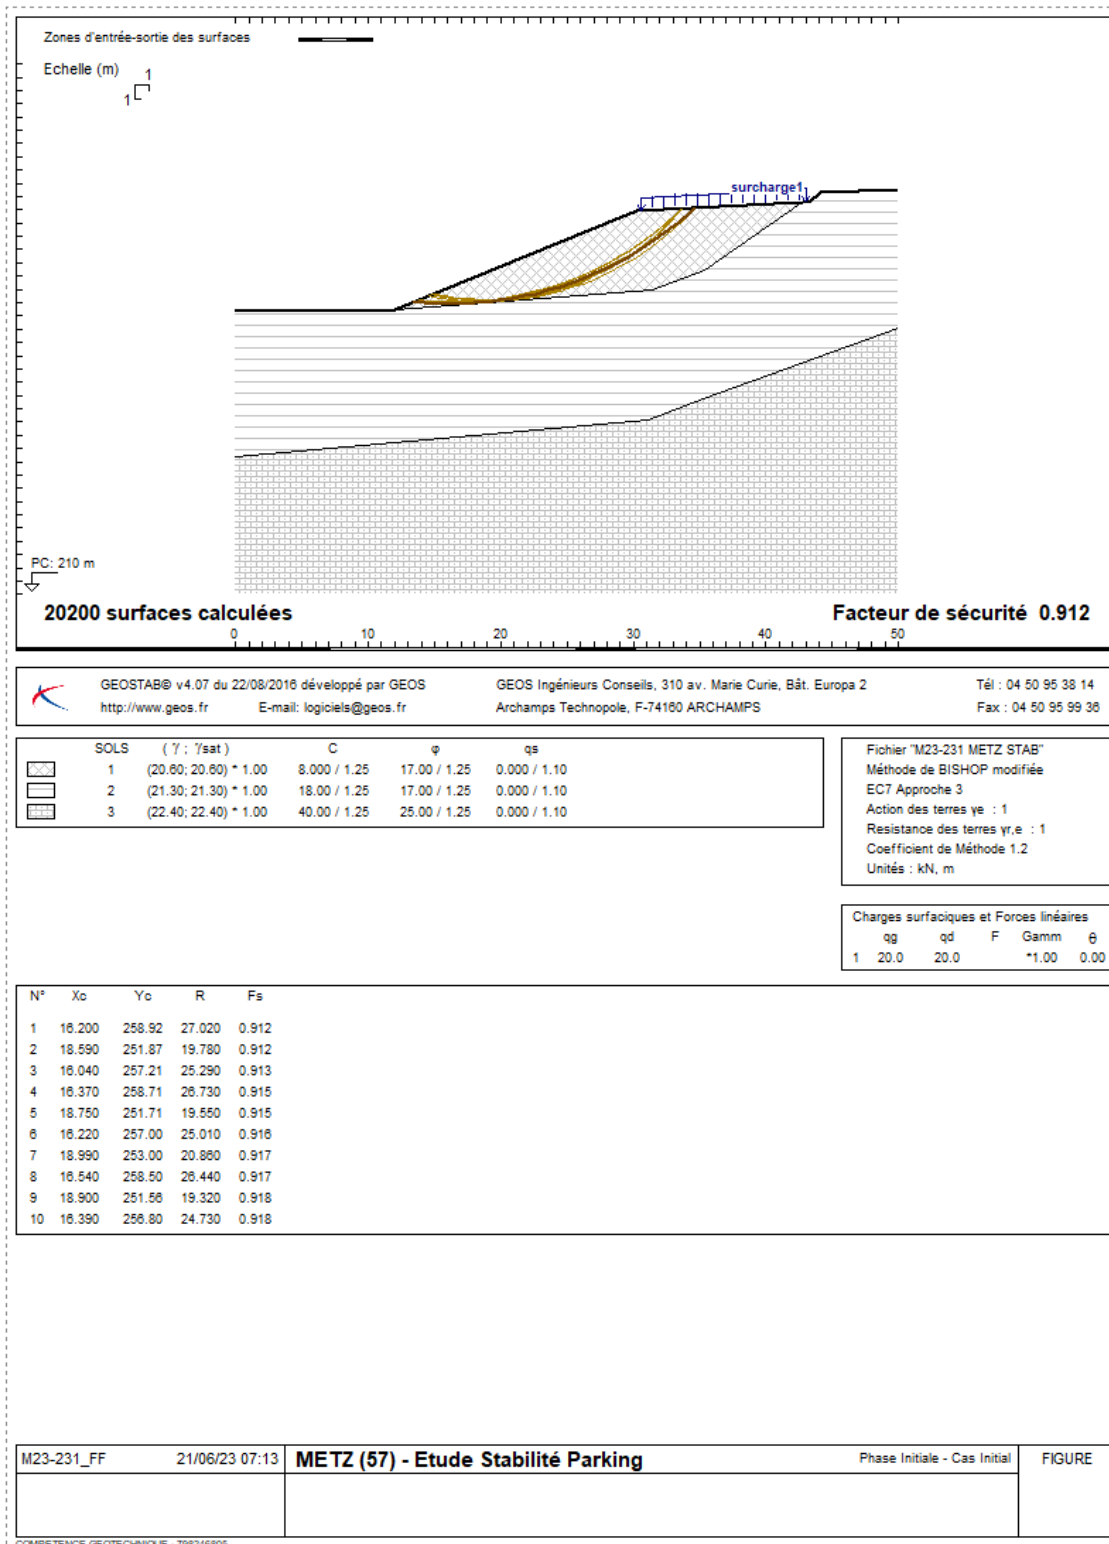 Zones d'entrée-sortie des surfaces
Echelle (m)
1
1
surcharge1
PC: 210 m
20200 surfaces calculées
Facteur de sécurité 0.912
0 10 20 30 40 50
GEOSTAB® v4.07 du 22/08/2016 développé par GEOS GEOS Ingénieurs Conseils, 310 av. Marie Curie, Bât. Europa 2 Tél : 04 50 95 38 14
http://www.geos.fr E-mail: logiciels@geos.fr Archamps Technopole, F-74160 ARCHAMPS Fax : 04 50 95 99 36
SOLS ( γ ; γsat ) C φ qs
1 (20.60; 20.60) * 1.00 8.000 / 1.25 17.00 / 1.25 0.000 / 1.10
2 (21.30; 21.30) * 1.00 18.00 / 1.25 17.00 / 1.25 0.000 / 1.10
3 (22.40; 22.40) * 1.00 40.00 / 1.25 25.00 / 1.25 0.000 / 1.10
Fichier "M23-231 METZ STAB"
Méthode de BISHOP modifiée
EC7 Approche 3
Action des terres γe : 1
Resistance des terres γr,e : 1
Coefficient de Méthode 1.2
Unités : kN, m
Charges surfaciques et Forces linéaires
qg qd F Gamm θ
1 20.0 20.0 *1.00 0.00
N° Xc Yc R Fs
1 16.200 258.92 27.020 0.912
2 18.590 251.87 19.780 0.912
3 16.040 257.21 25.290 0.913
4 16.370 258.71 26.730 0.915
5 18.750 251.71 19.550 0.915
6 16.220 257.00 25.010 0.916
7 18.990 253.00 20.860 0.917
8 16.540 258.50 26.440 0.917
9 18.900 251.56 19.320 0.918
10 16.390 256.80 24.730 0.918
M23-231_FF 21/06/23 07:13 METZ (57) - Etude Stabilité Parking Phase Initiale - Cas Initial FIGURE
COMPETENCE GEOTECHNIQUE -